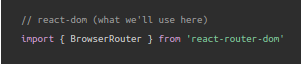 // react-dom (what we'll use here)
import { BrowserRouter } from 'react-router-dom'